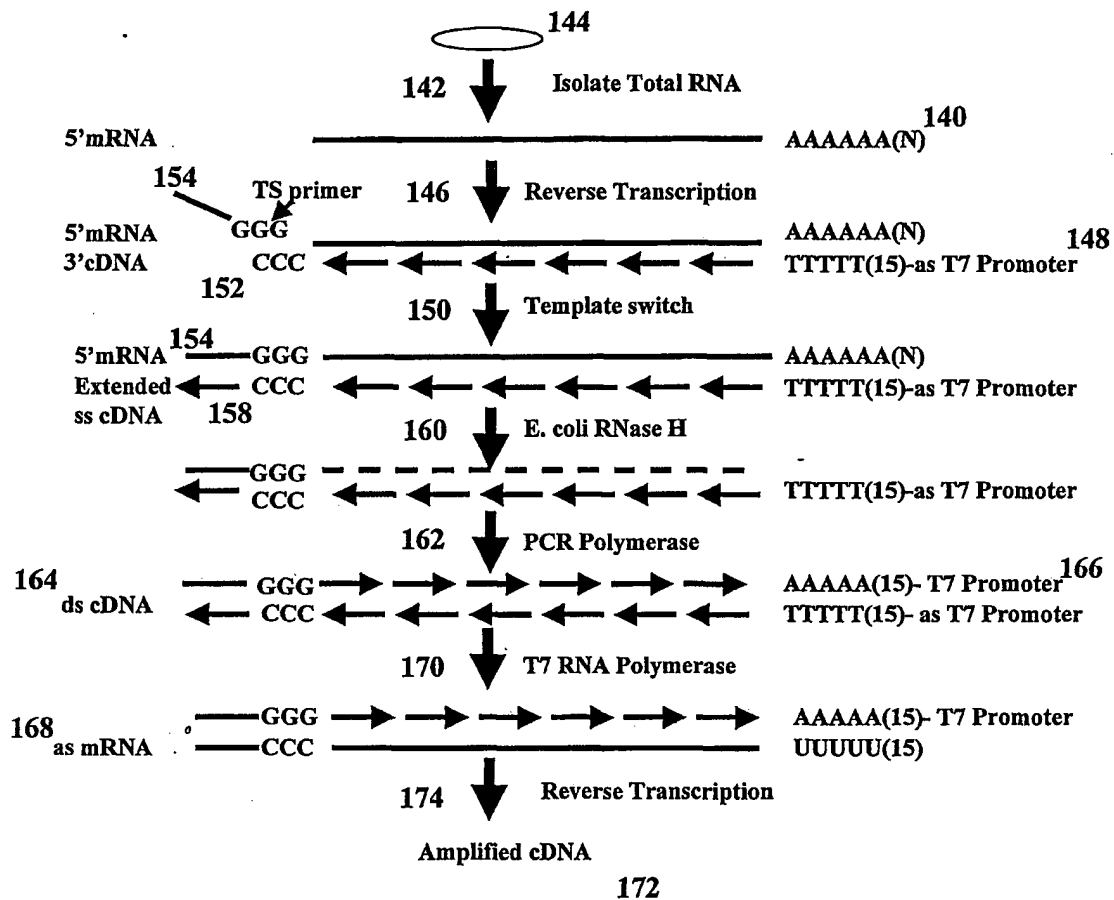 144
142 Isolate Total RNA
5'mRNA AAAAAA(N) 140
154 TS primer 146 Reverse Transcription
5'mRNA GGG AAAAAA(N)
3'cDNA CCC TTTTT(15)-as T7 Promoter 148
152
150 Template switch
5'mRNA 154 GGG AAAAAA(N)
Extended CCC TTTTT(15)-as T7 Promoter
ss cDNA 158
160 E. coli RNase H
GGG
CCC TTTTT(15)-as T7 Promoter
162 PCR Polymerase
164 GGG AAAAA(15)- T7 Promoter 166
ds cDNA CCC TTTTT(15)- as T7 Promoter
170 T7 RNA Polymerase
GGG AAAAA(15)- T7 Promoter
168 as mRNA CCC UUUUU(15)
174 Reverse Transcription
Amplified cDNA
172